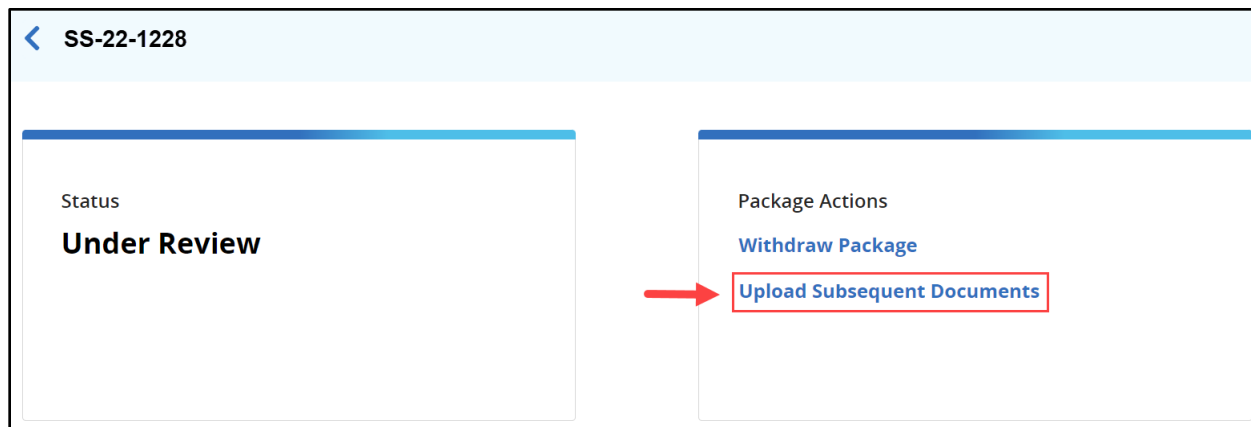 SS-22-1228
Status
Under Review
Package Actions
Withdraw Package
Upload Subsequent Documents